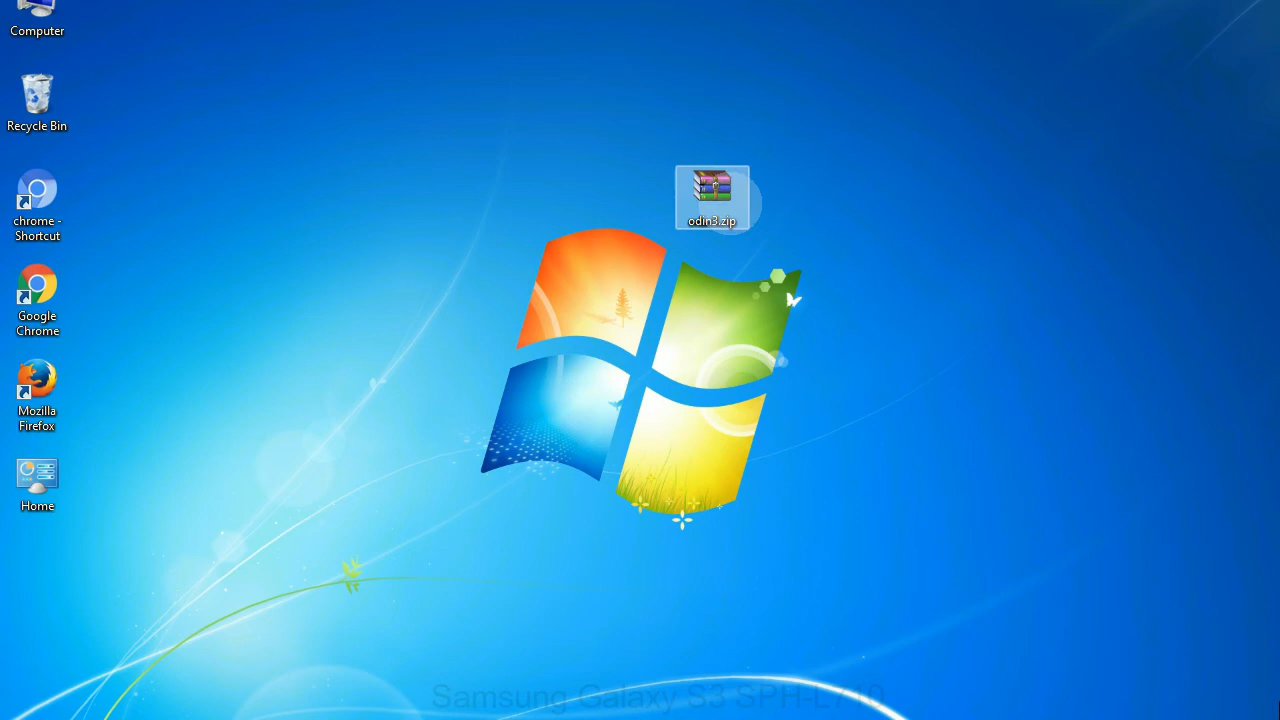 Computer
Recycle Bin
chrome -
Shortcut
Google
Chrome
Mozilla
Firefox
Home
odin3.zip
Samsung Galaxy S3 SPH-L710